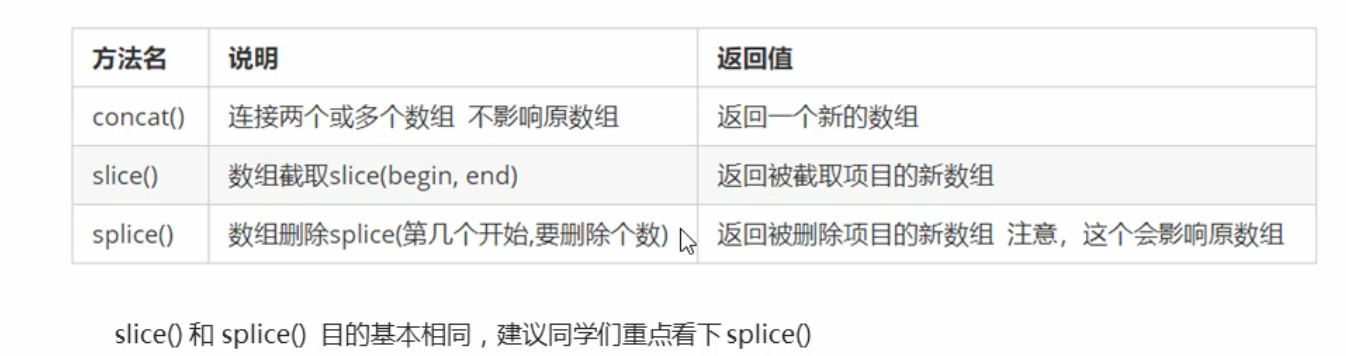 方法名 说明 返回值
concat() 连接两个或多个数组 不影响原数组 返回一个新的数组
slice() 数组截取slice(begin, end) 返回被截取项目的新数组
splice() 数组删除splice(第几个开始,要删除个数) 返回被删除项目的新数组 注意，这个会影响原数组
slice() 和 splice() 目的基本相同，建议同学们重点看下 splice()